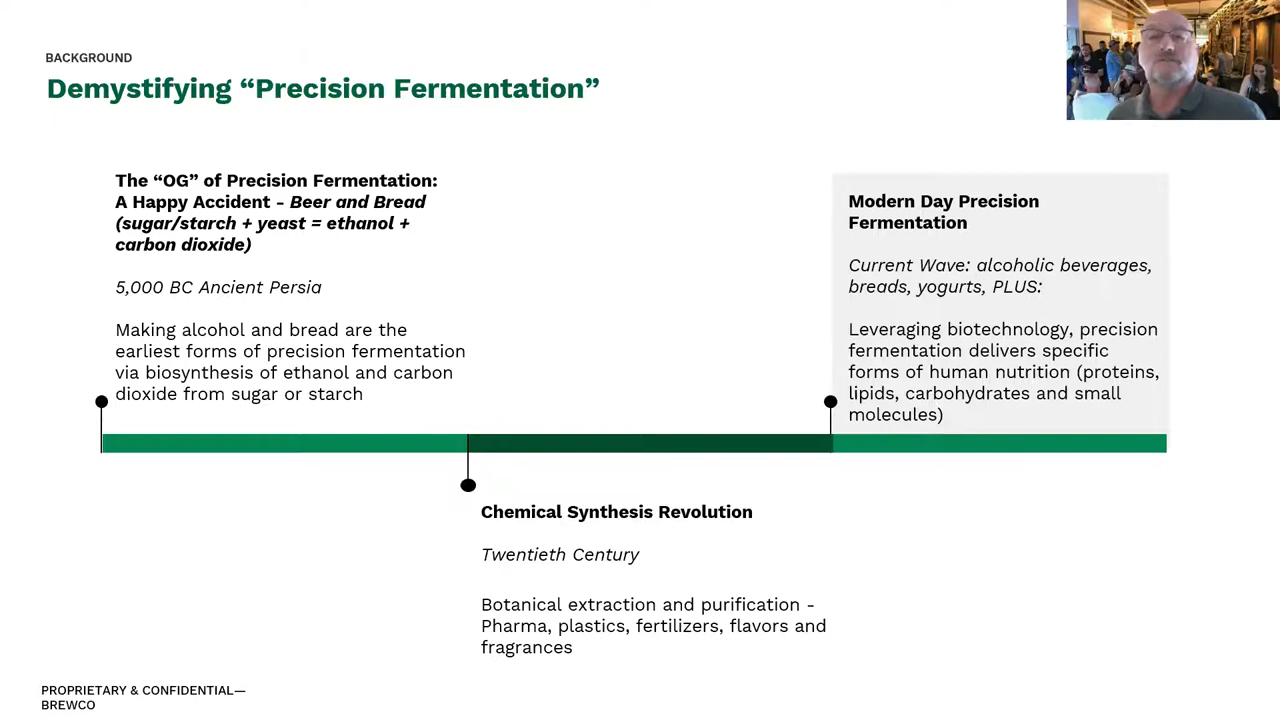 BACKGROUND
Demystifying “Precision Fermentation”
The “OG” of Precision Fermentation:
A Happy Accident - Beer and Bread
(sugar/starch + yeast = ethanol +
carbon dioxide)
5,000 BC Ancient Persia
Making alcohol and bread are the
earliest forms of precision fermentation
via biosynthesis of ethanol and carbon
dioxide from sugar or starch
Chemical Synthesis Revolution
Twentieth Century
Botanical extraction and purification -
Pharma, plastics, fertilizers, flavors and
fragrances
Modern Day Precision
Fermentation
Current Wave: alcoholic beverages,
breads, yogurts, PLUS:
Leveraging biotechnology, precision
fermentation delivers specific
forms of human nutrition (proteins,
lipids, carbohydrates and small
molecules)
PROPRIETARY & CONFIDENTIAL—
BREWCO